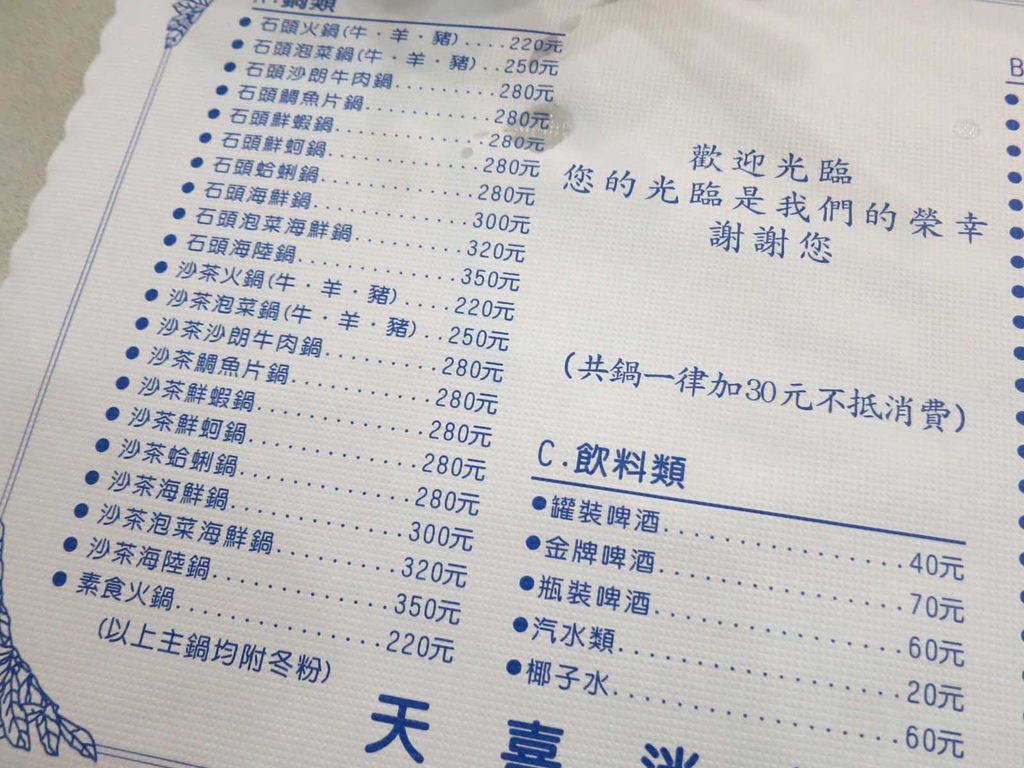 A.鍋類
●石頭火鍋(牛．羊．豬)....220元
●石頭泡菜鍋(牛．羊．豬)..250元
●石頭沙朗牛肉鍋..........280元
●石頭鯛魚片鍋............280元
●石頭鮮蝦鍋..............280元
●石頭鮮蚵鍋..............280元
●石頭蛤蜊鍋..............280元
●石頭海鮮鍋..............300元
●石頭泡菜海鮮鍋..........320元
●石頭海陸鍋..............350元
●沙茶火鍋(牛．羊．豬)....220元
●沙茶泡菜鍋(牛．羊．豬)..250元
●沙茶沙朗牛肉鍋..........280元
●沙茶鯛魚片鍋............280元
●沙茶鮮蝦鍋..............280元
●沙茶鮮蚵鍋..............280元
●沙茶蛤蜊鍋..............280元
●沙茶海鮮鍋..............300元
●沙茶泡菜海鮮鍋..........320元
●沙茶海陸鍋..............350元
●素食火鍋................220元
(以上主鍋均附冬粉)
歡迎光臨
您的光臨是我們的榮幸
謝謝您
(共鍋一律加30元不抵消費)
C.飲料類
●罐裝啤酒....................40元
●金牌啤酒....................70元
●瓶裝啤酒....................60元
●汽水類......................20元
●椰子水......................60元
天喜
B